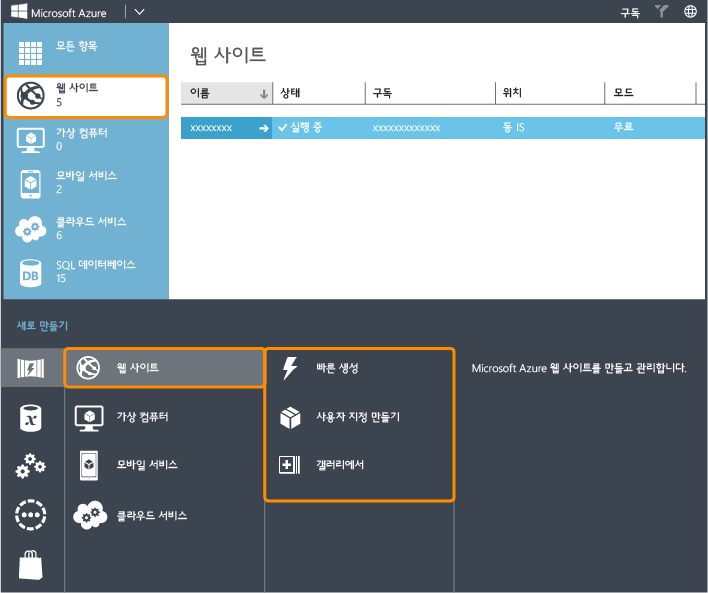 Microsoft Azure 구독
모든 항목
웹 사이트
5
가상 컴퓨터
0
모바일 서비스
2
클라우드 서비스
6
DB
SQL 데이터베이스
15
웹 사이트
이름 상태 구독 위치 모드
xxxxxxxx 실행 중 xxxxxxxxxxxxx 동 IS 무료
새로 만들기
웹 사이트
가상 컴퓨터
모바일 서비스
클라우드 서비스
빠른 생성
사용자 지정 만들기
갤러리에서
Microsoft Azure 웹 사이트를 만들고 관리합니다.
x